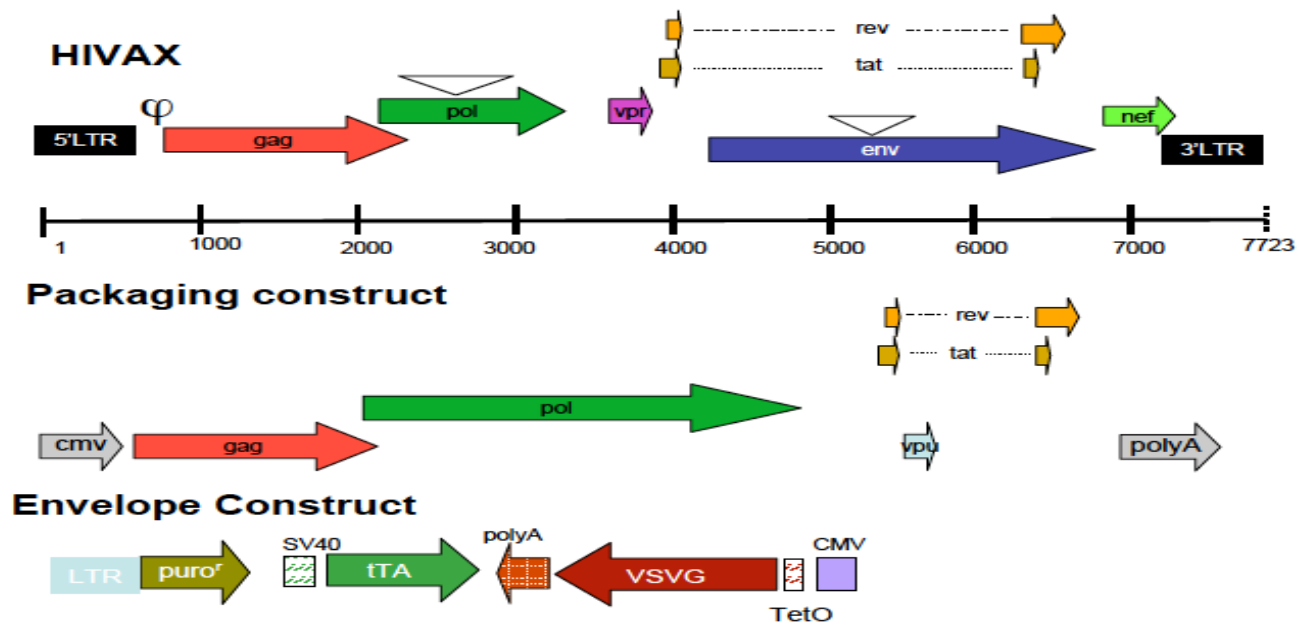 rev
HIVAX
tat
φ
pol
vpr
nef
5'LTR
gag
env
3'LTR
1
1000
2000
3000
4000
5000
6000
7000
7723
Packaging construct
rev
tat
pol
cmv
gag
vpu
polyA
Envelope Construct
SV40
polyA
CMV
LTR
puroʳ
tTA
VSVG
TetO